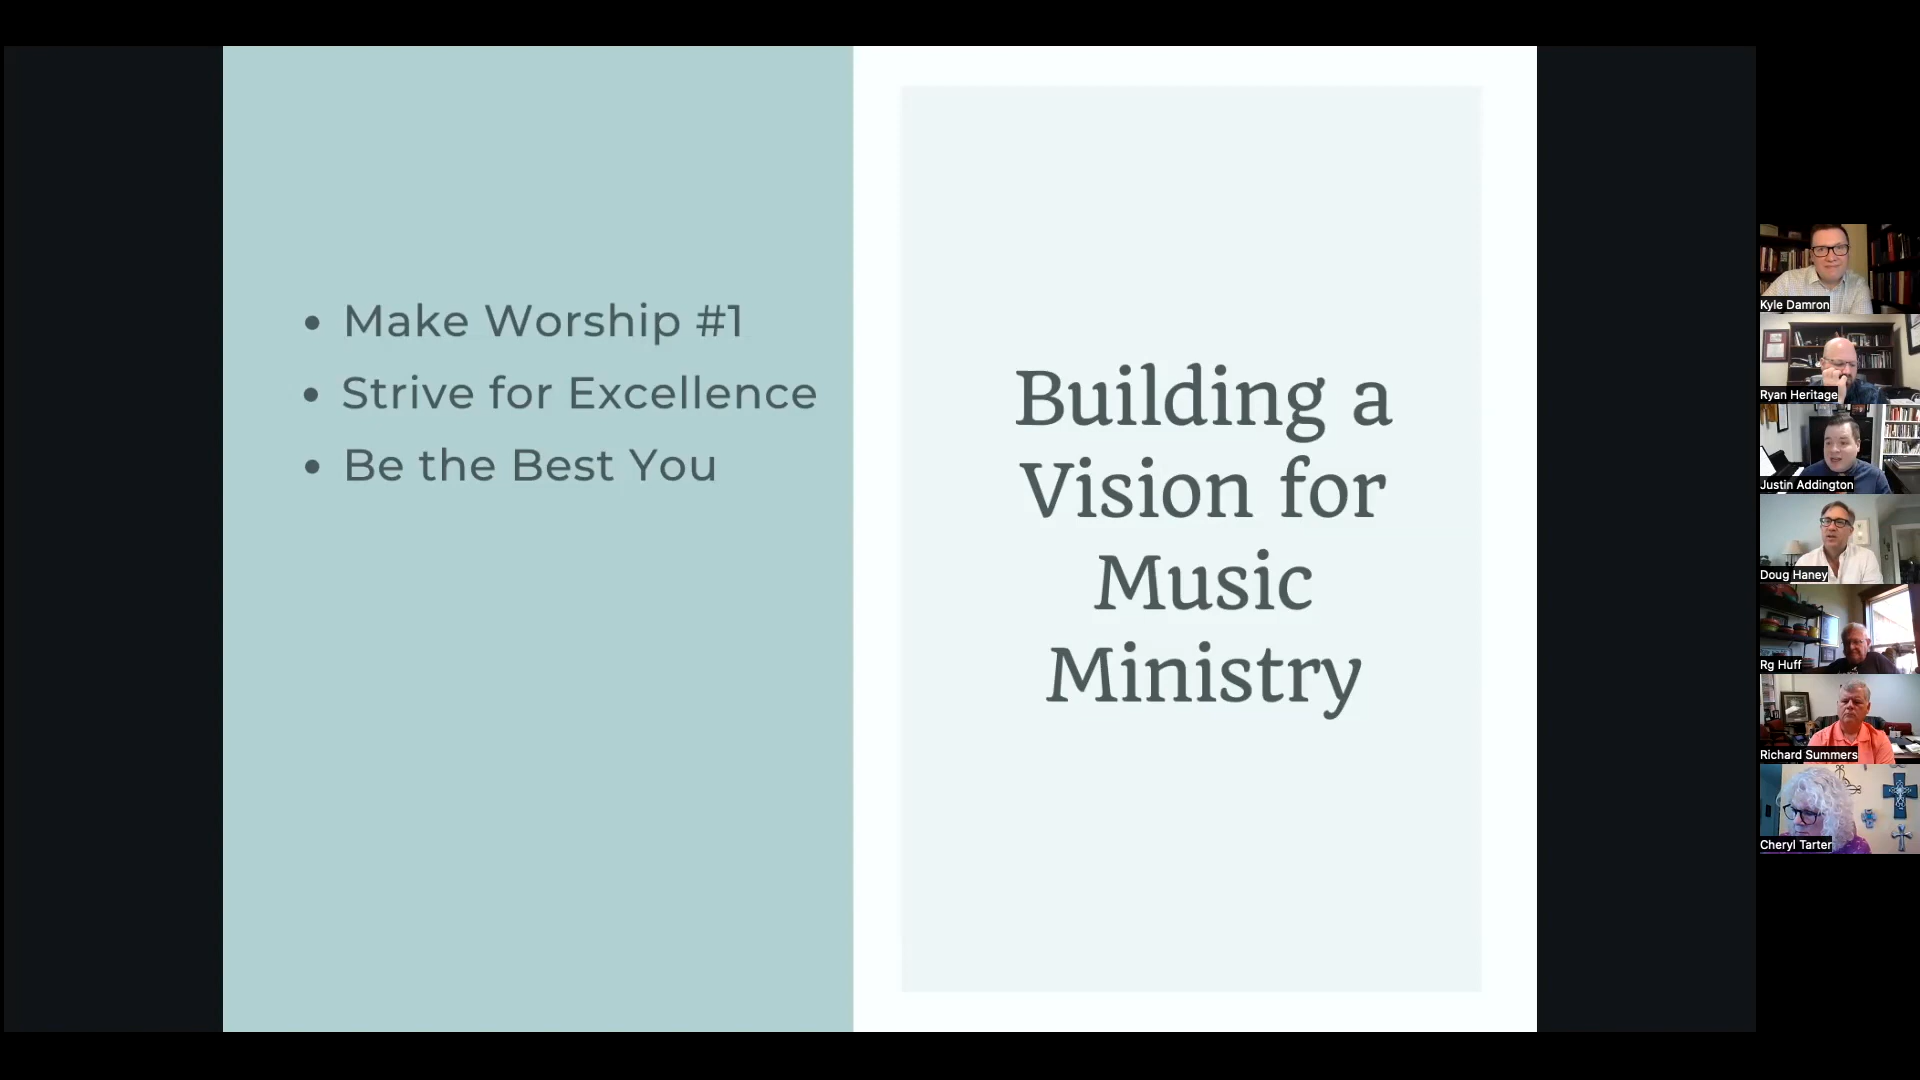 • Make Worship #1
• Strive for Excellence
• Be the Best You
Building a
Vision for
Music
Ministry
Kyle Damron
Ryan Heritage
Justin Addington
Doug Haney
Rg Huff
Richard Summers
Cheryl Tarter